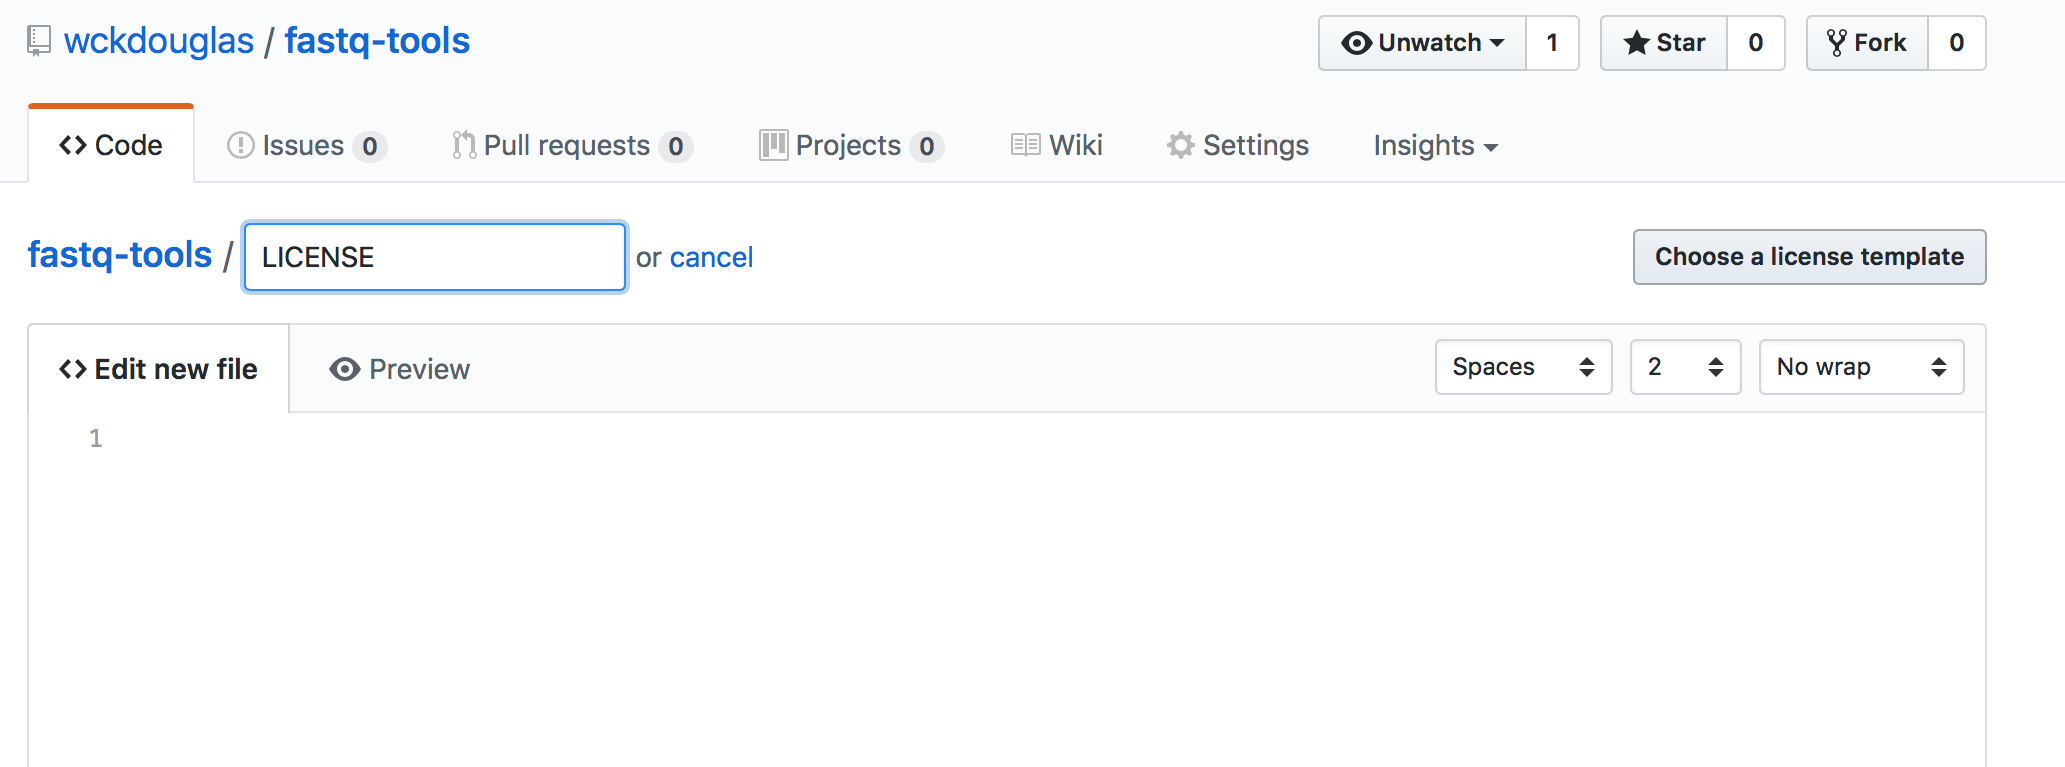 wckdouglas / fastq-tools Unwatch 1 Star 0 Fork 0
Code Issues 0 Pull requests 0 Projects 0 Wiki Settings Insights
fastq-tools / LICENSE or cancel Choose a license template
Edit new file Preview Spaces 2 No wrap
1